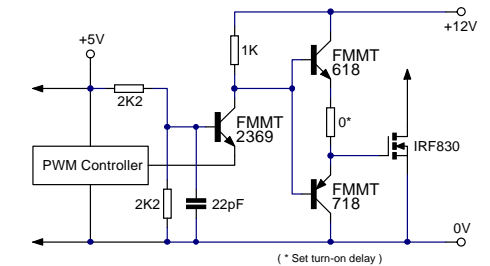 +5V
+12V
1K
FMMT
618
2K2
FMMT
2369
0*
IRF830
PWM Controller
2K2
22pF
FMMT
718
0V
( * Set turn-on delay )